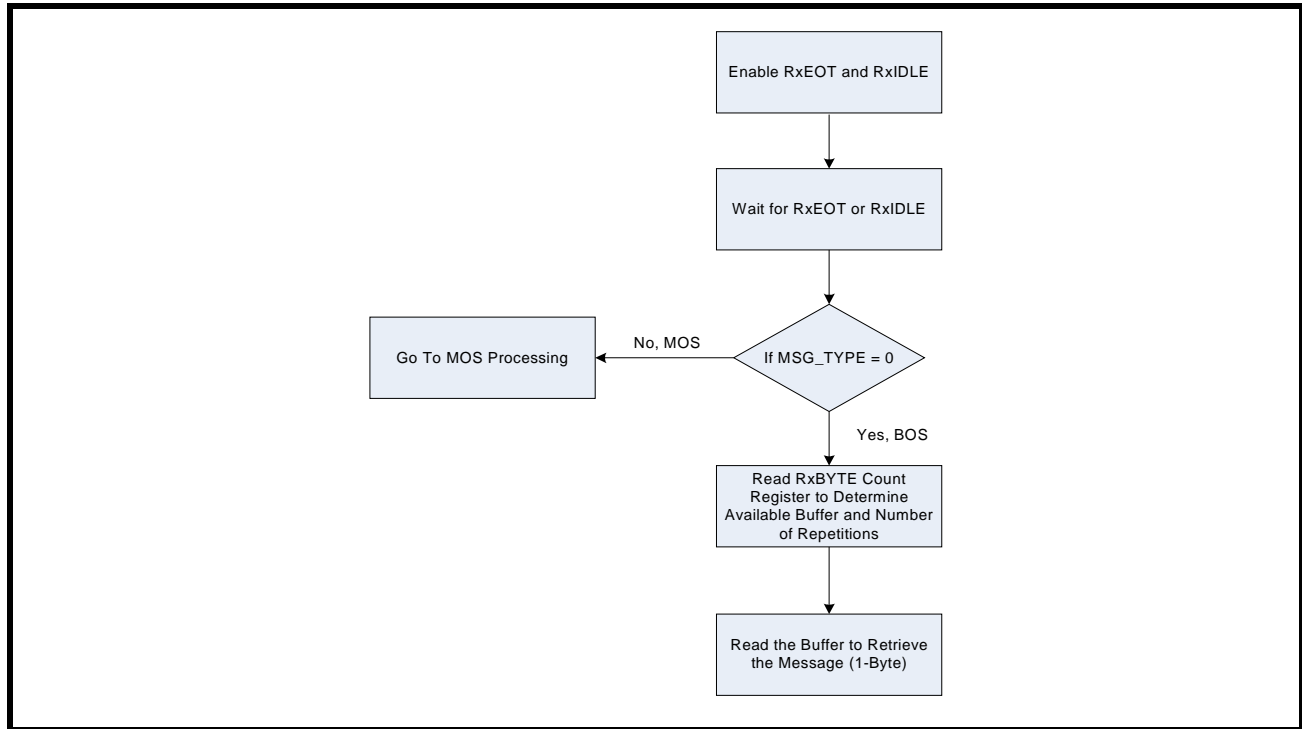 Enable RxEOT and RxIDLE
Wait for RxEOT or RxIDLE
If MSG_TYPE = 0
No, MOS
Go To MOS Processing
Yes, BOS
Read RxBYTE Count
Register to Determine
Available Buffer and Number
of Repetitions
Read the Buffer to Retrieve
the Message (1-Byte)